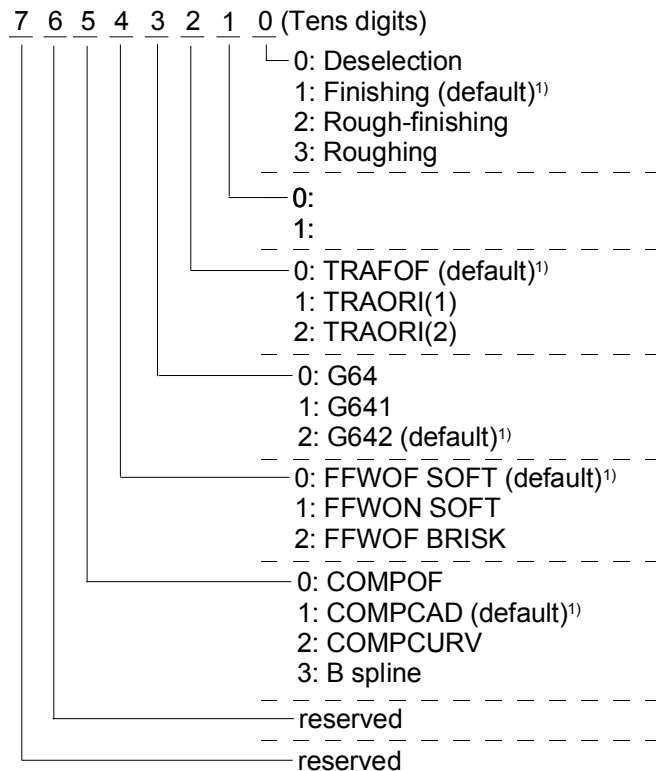 7 6 5 4 3 2 1 0 (Tens digits)
0: Deselection
1: Finishing (default)1)
2: Rough-finishing
3: Roughing
0:
1:
0: TRAFOF (default)1)
1: TRAORI(1)
2: TRAORI(2)
0: G64
1: G641
2: G642 (default)1)
0: FFWOF SOFT (default)1)
1: FFWON SOFT
2: FFWOF BRISK
0: COMPOF
1: COMPCAD (default)1)
2: COMPCURV
3: B spline
reserved
reserved